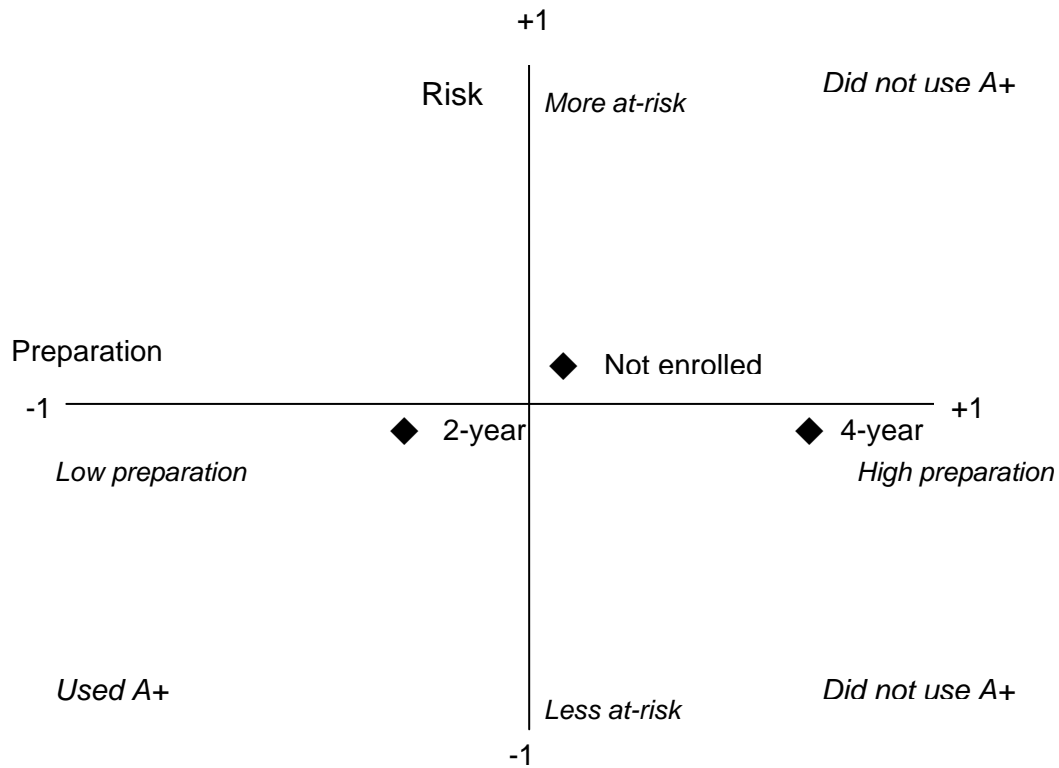 +1
Did not use A+
Risk
More at-risk
Preparation
Not enrolled
-1
+1
2-year
4-year
Low preparation
High preparation
Used A+
Did not use A+
Less at-risk
-1